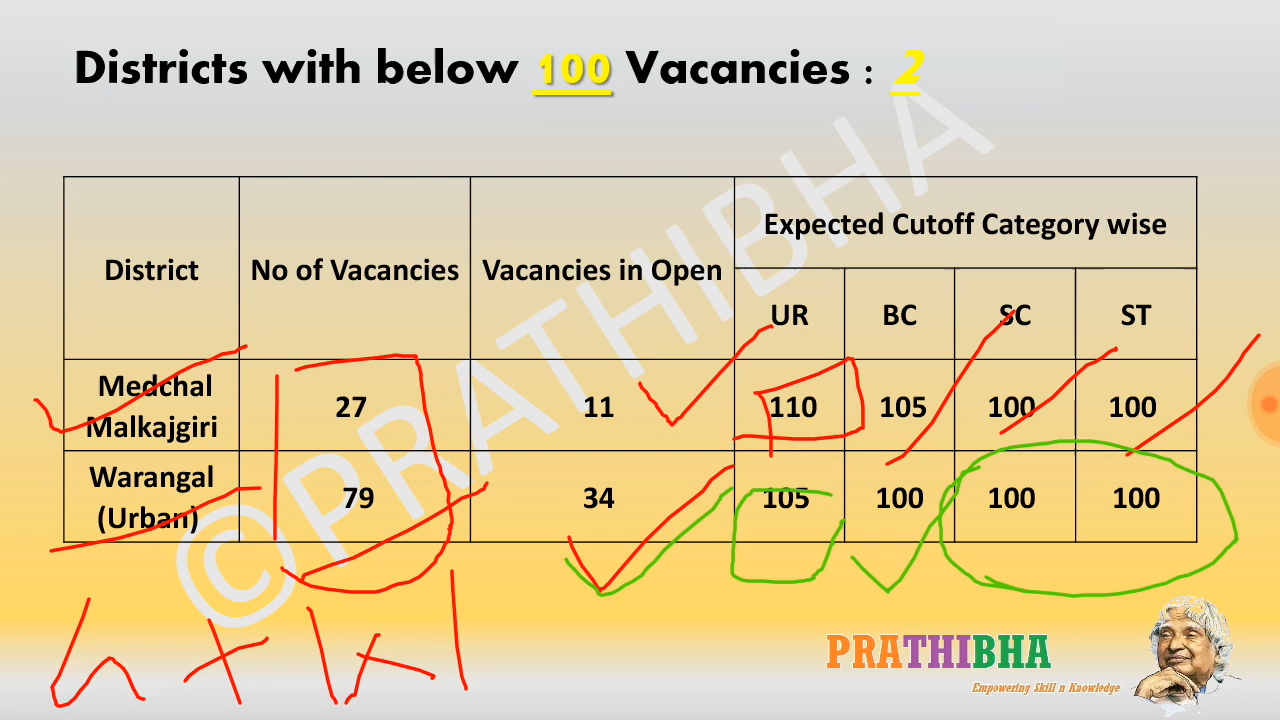 Districts with below 100 Vacancies : 2
©PRATHIBHA
Expected Cutoff Category wise
District No of Vacancies Vacancies in Open
UR BC SC ST
Medchal
Malkajgiri 27 11 110 105 100 100
Warangal
(Urban) 79 34 105 100 100 100
PRATHIBHA
Empowering Skill n Knowledge